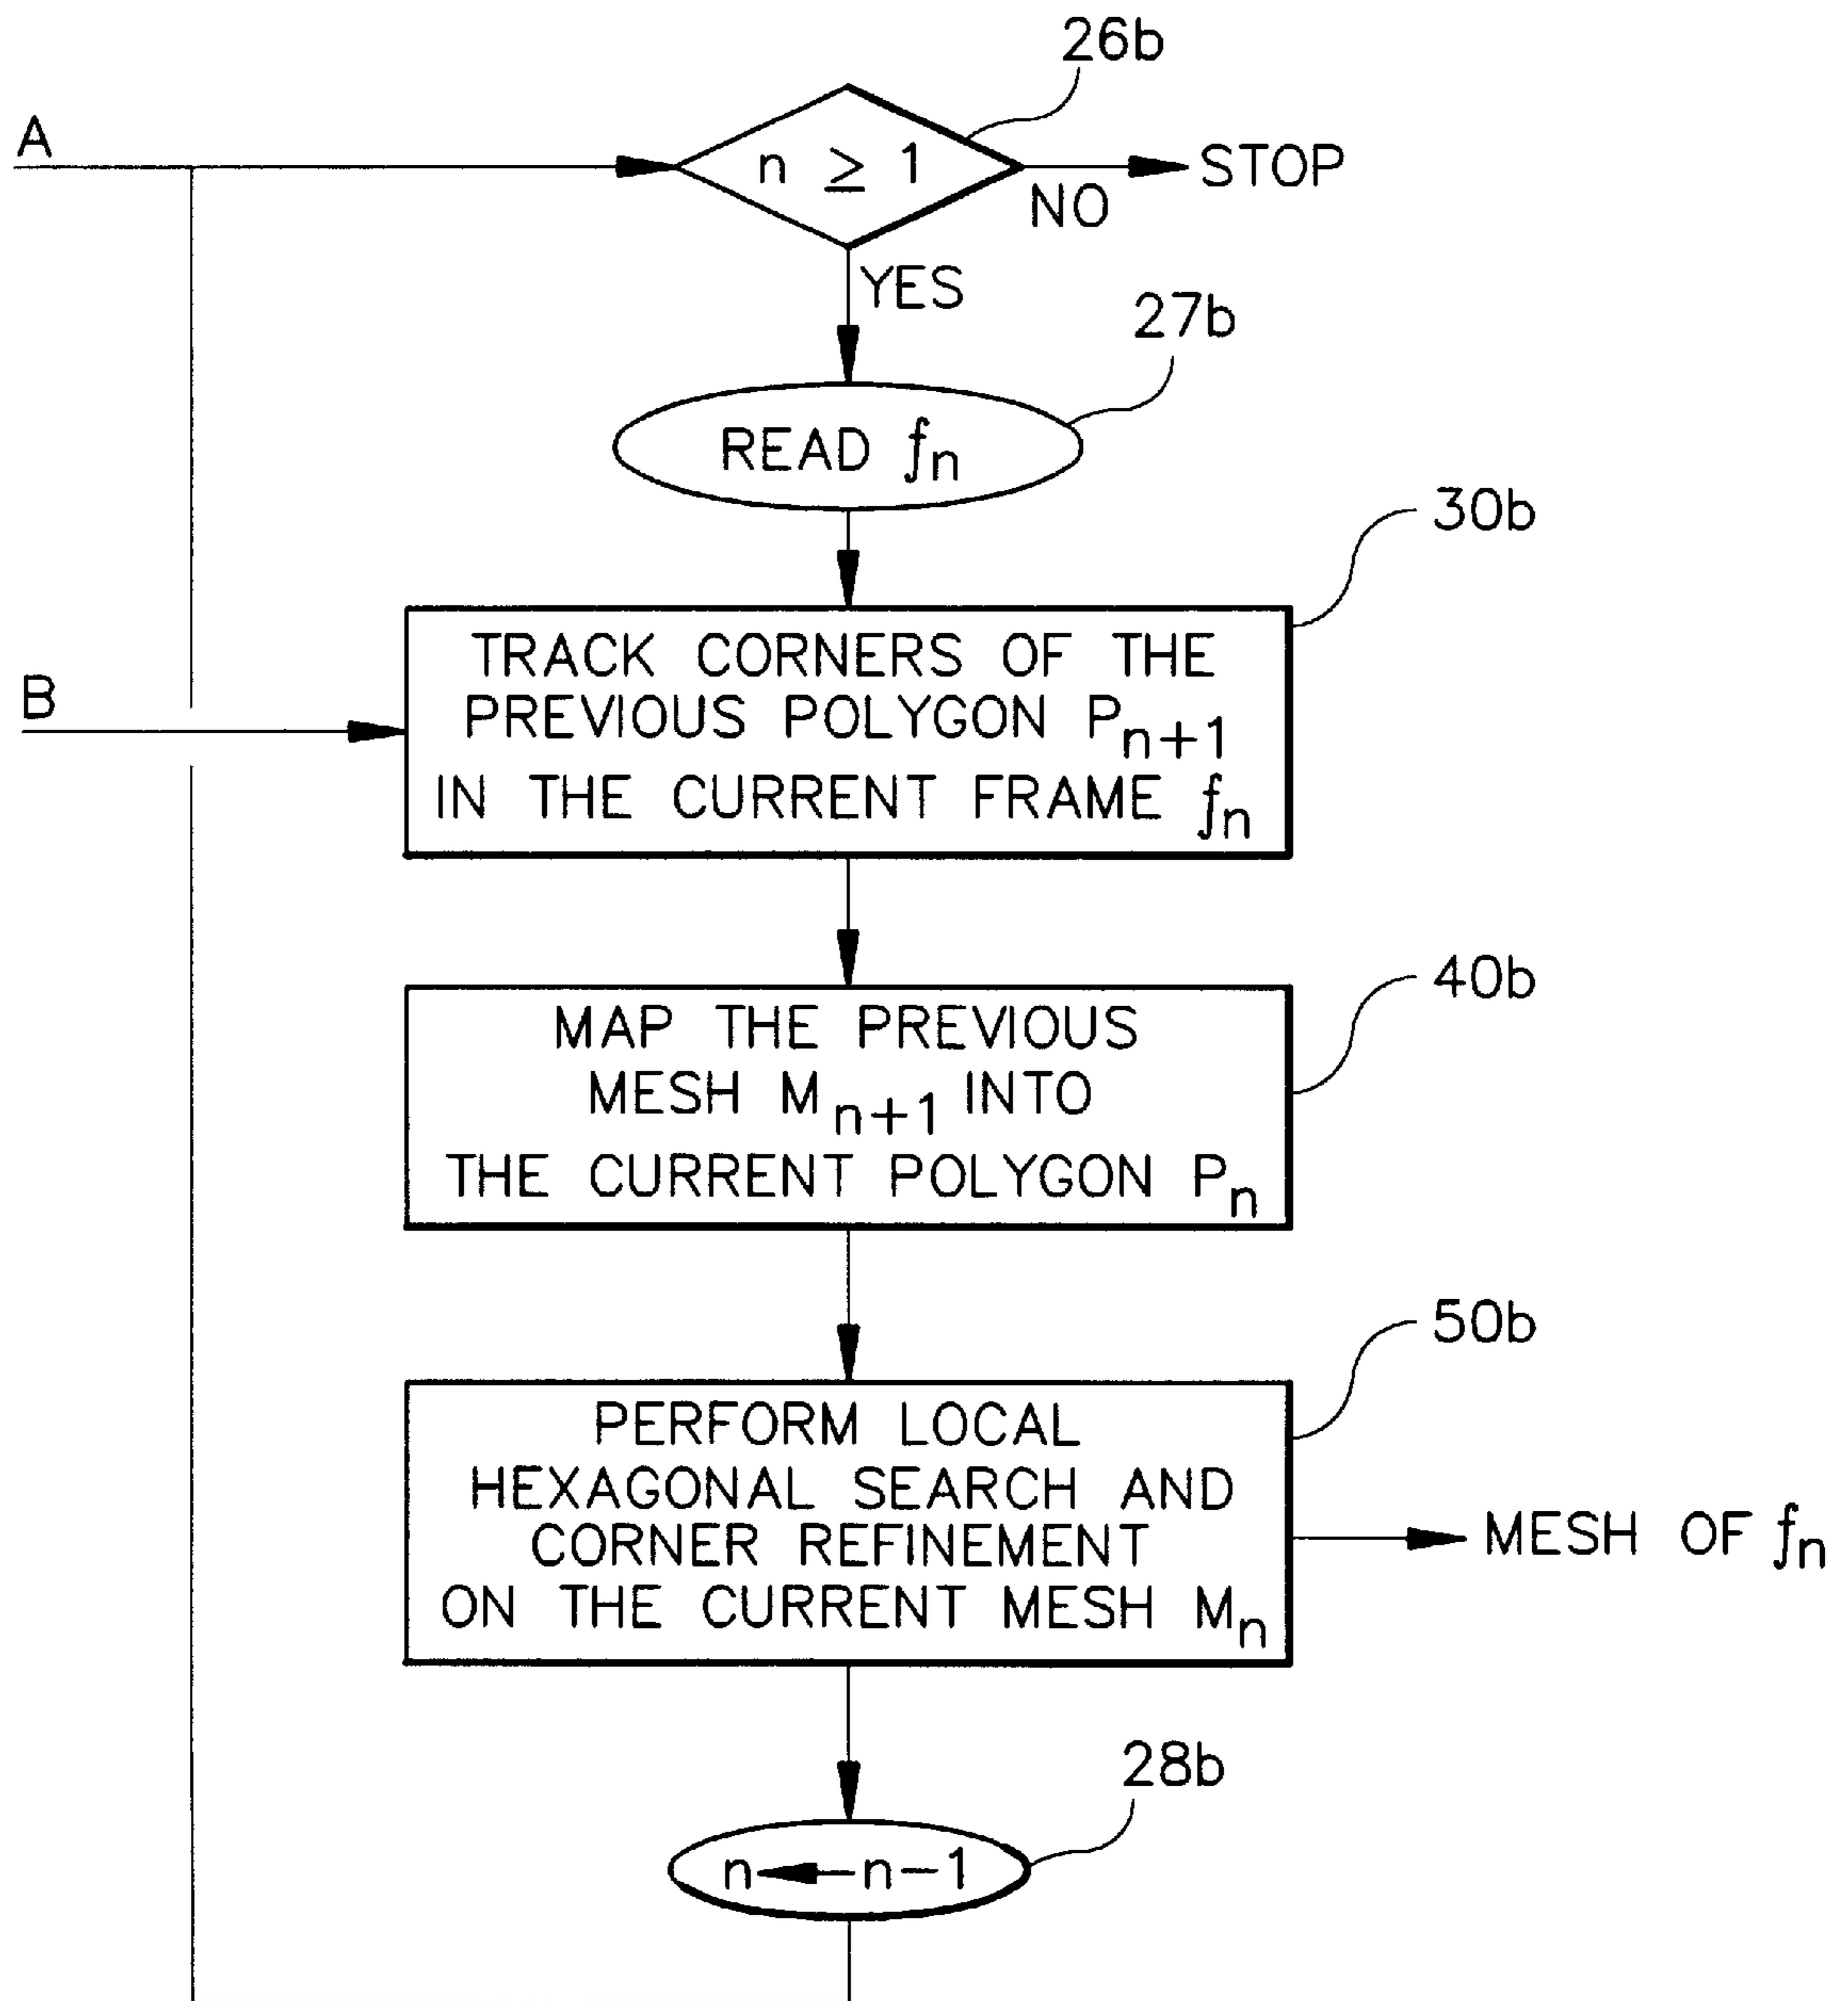 26b
A
n ≥ 1
STOP
NO
YES
27b
READ fn
30b
TRACK CORNERS OF THE
PREVIOUS POLYGON Pn+1
IN THE CURRENT FRAME fn
B
40b
MAP THE PREVIOUS
MESH Mn+1 INTO
THE CURRENT POLYGON Pn
50b
PERFORM LOCAL
HEXAGONAL SEARCH AND
CORNER REFINEMENT
ON THE CURRENT MESH Mn
MESH OF fn
28b
n ← n-1